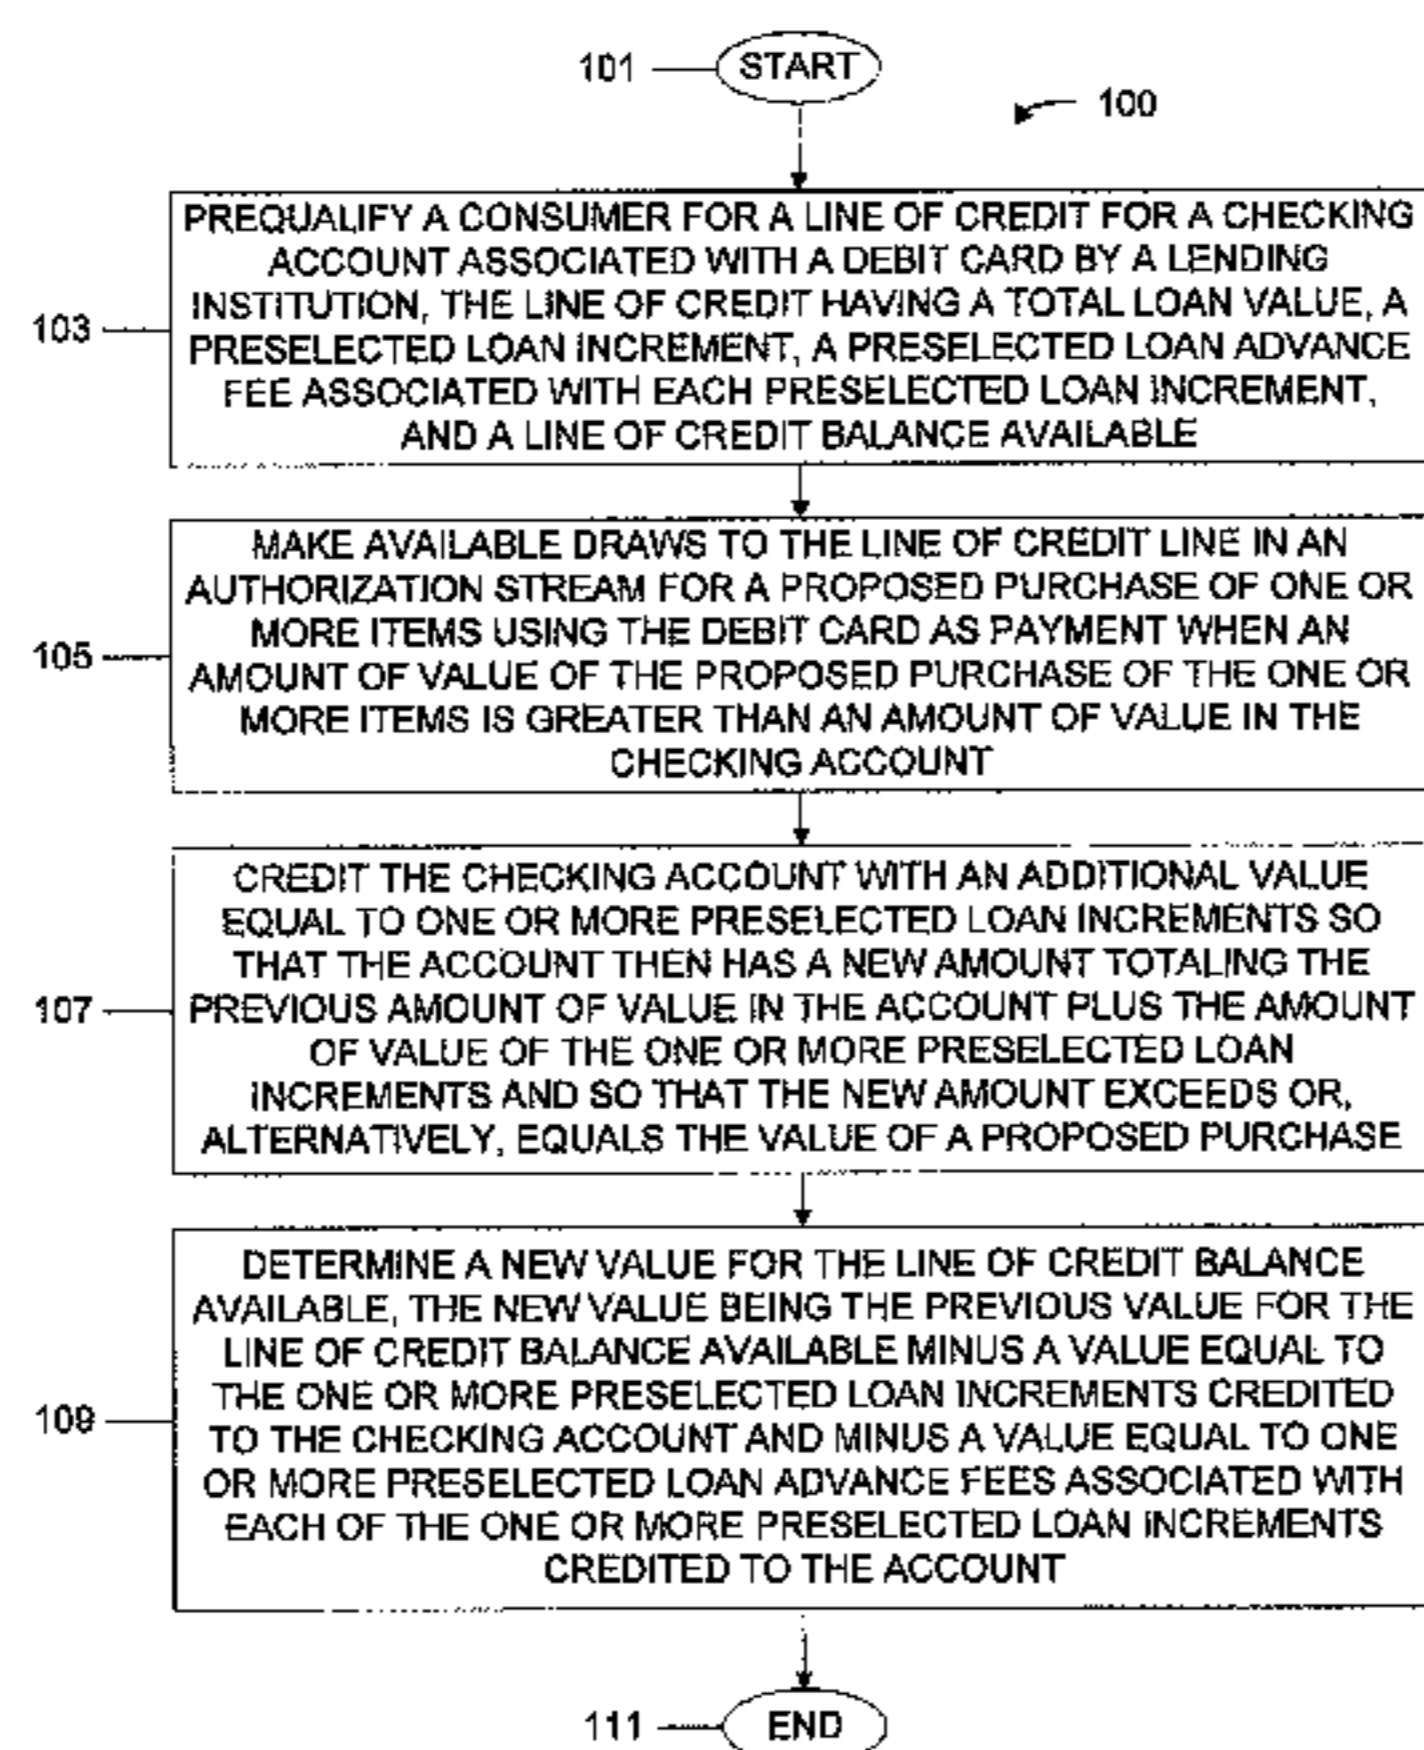 101 START
100
PREQUALIFY A CONSUMER FOR A LINE OF CREDIT FOR A CHECKING
ACCOUNT ASSOCIATED WITH A DEBIT CARD BY A LENDING
INSTITUTION, THE LINE OF CREDIT HAVING A TOTAL LOAN VALUE, A
103
PRESELECTED LOAN INCREMENT, A PRESELECTED LOAN ADVANCE
FEE ASSOCIATED WITH EACH PRESELECTED LOAN INCREMENT,
AND A LINE OF CREDIT BALANCE AVAILABLE
MAKE AVAILABLE DRAWS TO THE LINE OF CREDIT LINE IN AN
AUTHORIZATION STREAM FOR A PROPOSED PURCHASE OF ONE OR
MORE ITEMS USING THE DEBIT CARD AS PAYMENT WHEN AN
105
AMOUNT OF VALUE OF THE PROPOSED PURCHASE OF THE ONE OR
MORE ITEMS IS GREATER THAN AN AMOUNT OF VALUE IN THE
CHECKING ACCOUNT
CREDIT THE CHECKING ACCOUNT WITH AN ADDITIONAL VALUE
EQUAL TO ONE OR MORE PRESELECTED LOAN INCREMENTS SO
THAT THE ACCOUNT THEN HAS A NEW AMOUNT TOTALING THE
107 PREVIOUS AMOUNT OF VALUE IN THE ACCOUNT PLUS THE AMOUNT
OF VALUE OF THE ONE OR MORE PRESELECTED LOAN
INCREMENTS AND SO THAT THE NEW AMOUNT EXCEEDS OR,
ALTERNATIVELY, EQUALS THE VALUE OF A PROPOSED PURCHASE
DETERMINE A NEW VALUE FOR THE LINE OF CREDIT BALANCE
AVAILABLE, THE NEW VALUE BEING THE PREVIOUS VALUE FOR THE
LINE OF CREDIT BALANCE AVAILABLE MINUS A VALUE EQUAL TO
THE ONE OR MORE PRESELECTED LOAN INCREMENTS CREDITED
109
TO THE CHECKING ACCOUNT AND MINUS A VALUE EQUAL TO ONE
OR MORE PRESELECTED LOAN ADVANCE FEES ASSOCIATED WITH
EACH OF THE ONE OR MORE PRESELECTED LOAN INCREMENTS
CREDITED TO THE ACCOUNT
111 END